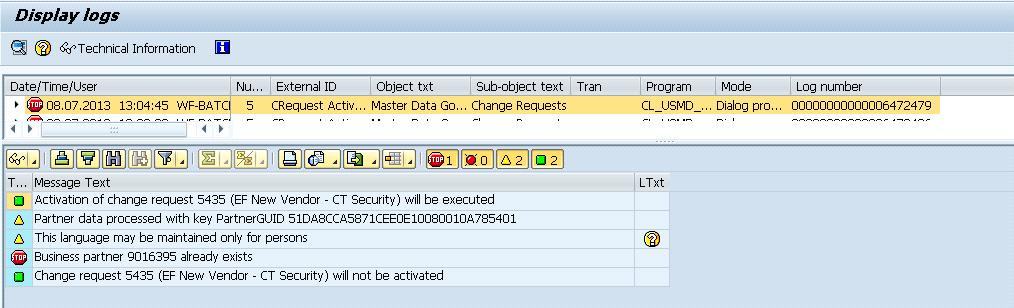 Display logs
Technical Information
Date/Time/User Nu... External ID Object txt Sub-object text Tran Program Mode Log number
STOP 08.07.2013 13:04:45 WF-BATCH 5 CRequest Activ... Master Data Go... Change Requests CL_USMD_... Dialog pro... 00000000000006472479
STOP 1 0 2 2
T... Message Text LTxt
Activation of change request 5435 (EF New Vendor - CT Security) will be executed
Partner data processed with key PartnerGUID 51DA8CCA5871CEE0E10080010A785401
This language may be maintained only for persons
STOP Business partner 9016395 already exists
Change request 5435 (EF New Vendor - CT Security) will not be activated